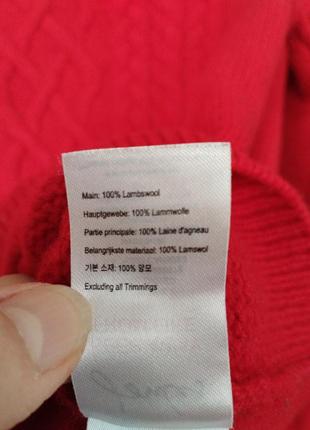 Main: 100% Lambswool
Hauptgewebe: 100% Lammwolle
Partie principale: 100% Laine d'agneau
Belangrijkste materiaal: 100% Lamswol
기본 소재: 100% 양모
Excluding all Trimmings